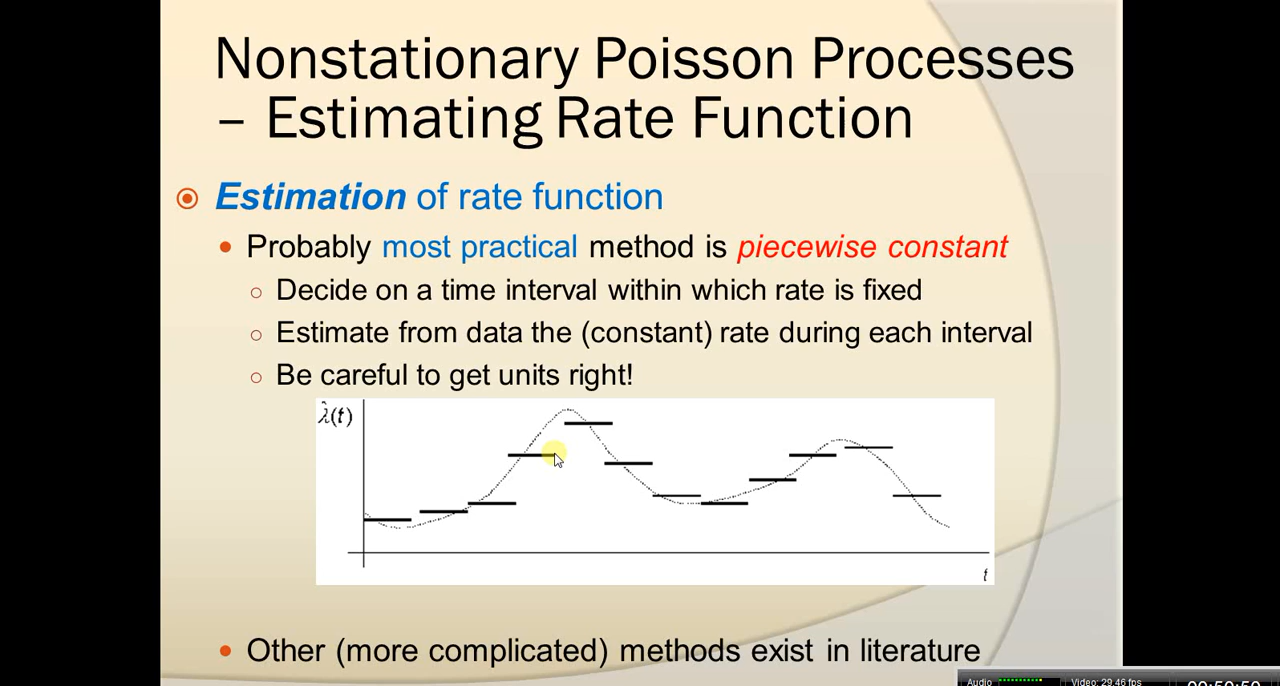 Nonstationary Poisson Processes
– Estimating Rate Function
Estimation of rate function
Probably most practical method is piecewise constant
Decide on a time interval within which rate is fixed
Estimate from data the (constant) rate during each interval
Be careful to get units right!
λ̂(t)
t
Other (more complicated) methods exist in literature
Audio
Video: 29.46 fps